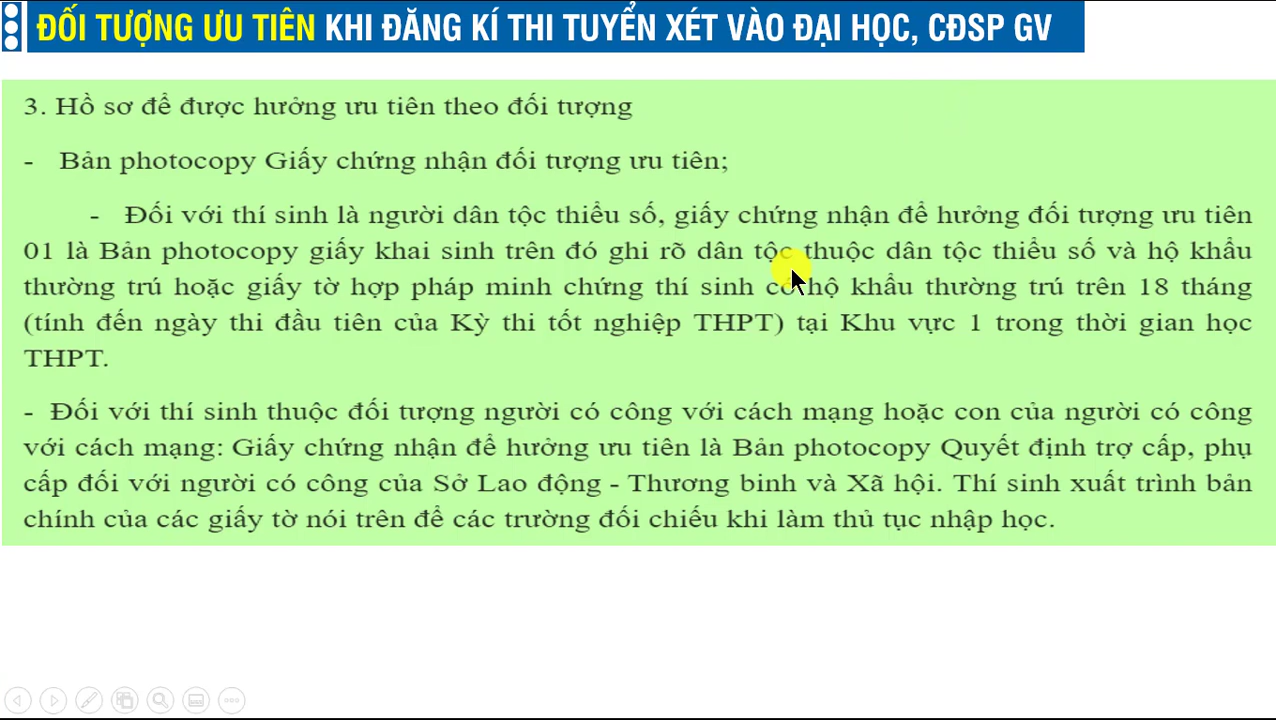 ĐỐI TƯỢNG ƯU TIÊN KHI ĐĂNG KÍ THI TUYỂN XÉT VÀO ĐẠI HỌC, CĐSP GV
3. Hồ sơ để được hưởng ưu tiên theo đối tượng
- Bản photocopy Giấy chứng nhận đối tượng ưu tiên;
- Đối với thí sinh là người dân tộc thiểu số, giấy chứng nhận để hưởng đối tượng ưu tiên
01 là Bản photocopy giấy khai sinh trên đó ghi rõ dân tộc thuộc dân tộc thiểu số và hộ khẩu
thường trú hoặc giấy tờ hợp pháp minh chứng thí sinh có hộ khẩu thường trú trên 18 tháng
(tính đến ngày thi đầu tiên của Kỳ thi tốt nghiệp THPT) tại Khu vực 1 trong thời gian học
THPT.
- Đối với thí sinh thuộc đối tượng người có công với cách mạng hoặc con của người có công
với cách mạng: Giấy chứng nhận để hưởng ưu tiên là Bản photocopy Quyết định trợ cấp, phụ
cấp đối với người có công của Sở Lao động - Thương binh và Xã hội. Thí sinh xuất trình bản
chính của các giấy tờ nói trên để các trường đối chiếu khi làm thủ tục nhập học.